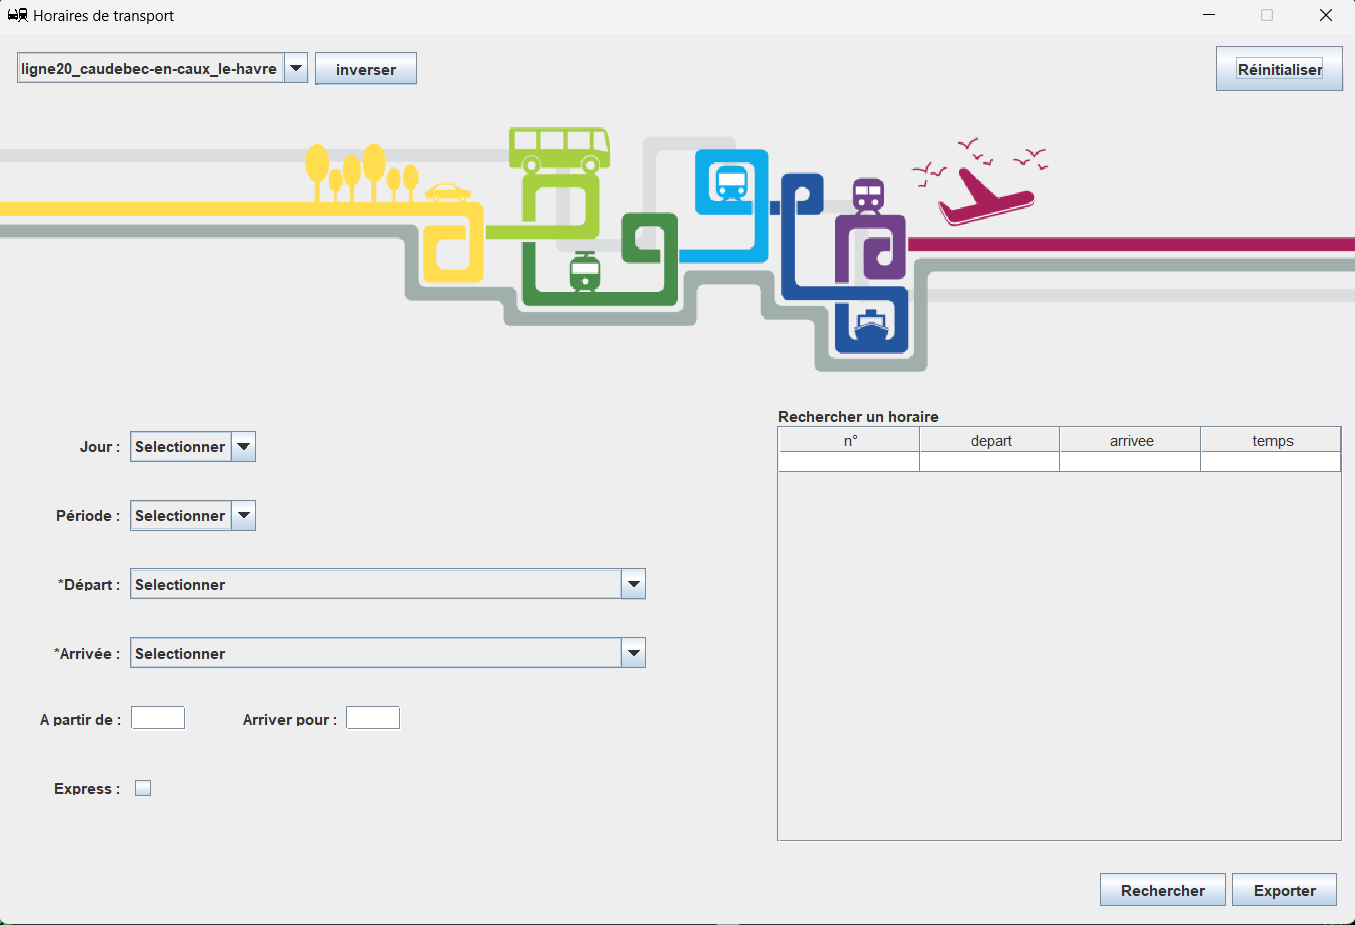 Horaires de transport
ligne20_caudebec-en-caux_le-havre inverser Réinitialiser
Rechercher un horaire
n° depart arrivee temps
Jour : Selectionner
Période : Selectionner
*Départ : Selectionner
*Arrivée : Selectionner
A partir de : Arriver pour :
Express :
Rechercher Exporter